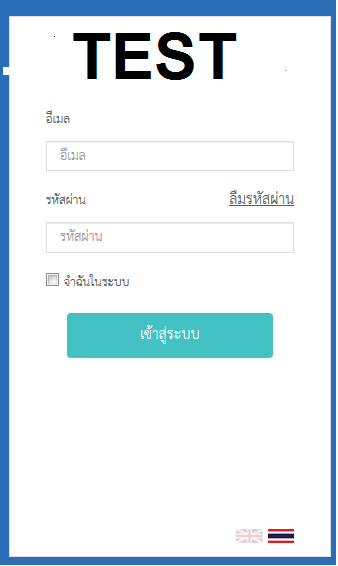 TEST
อีเมล
อีเมล
รหัสผ่าน ลืมรหัสผ่าน
รหัสผ่าน
จำฉันในระบบ
เข้าสู่ระบบ